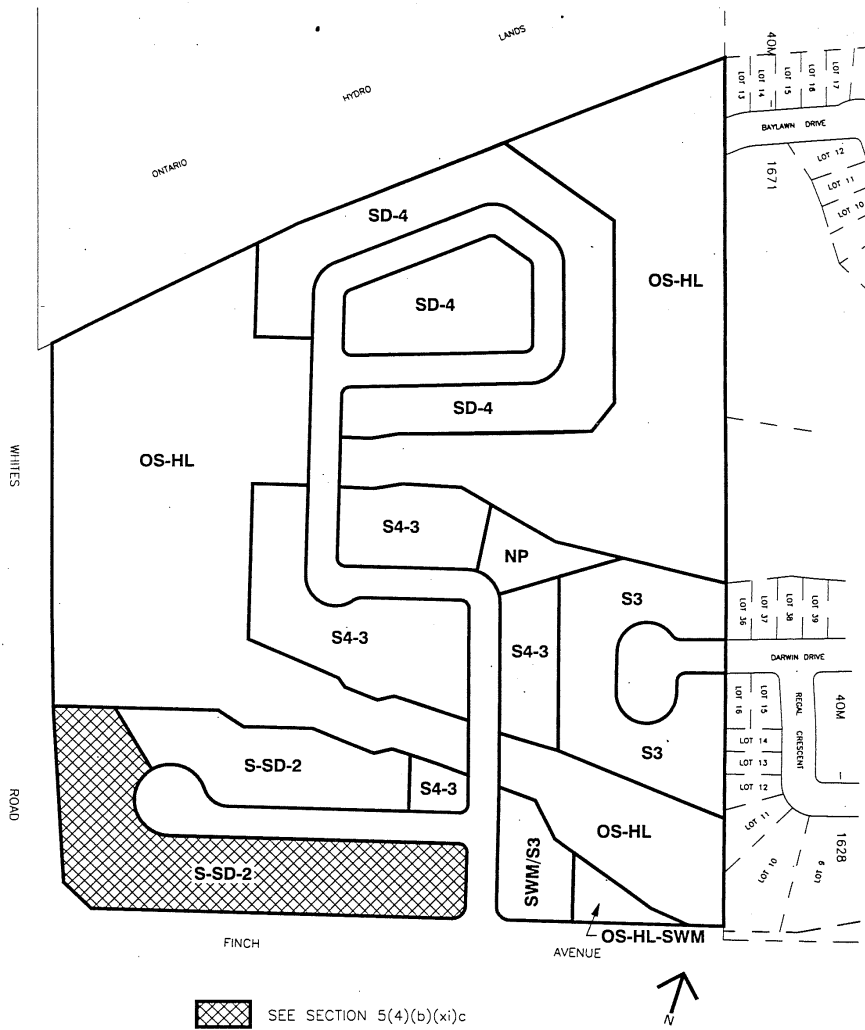 LANDS
HYDRO
ONTARIO
40M
LOT 13
LOT 14
LOT 15
LOT 16
LOT 17
BAYLAWN DRIVE
1671
LOT 12
LOT 11
LOT 10
SD-4
SD-4
OS-HL
SD-4
OS-HL
WHITES
S4-3
NP
S3
LOT 36
LOT 37
LOT 38
LOT 39
S4-3
S4-3
DARWIN DRIVE
LOT 16
LOT 15
REGAL
CRESCENT
40M
LOT 14
LOT 13
LOT 12
S3
S-SD-2
S4-3
ROAD
LOT 11
OS-HL
LOT 10
LOT 9
1628
S-SD-2
SWM/S3
OS-HL-SWM
FINCH
AVENUE
N
SEE SECTION 5(4)(b)(xi)c